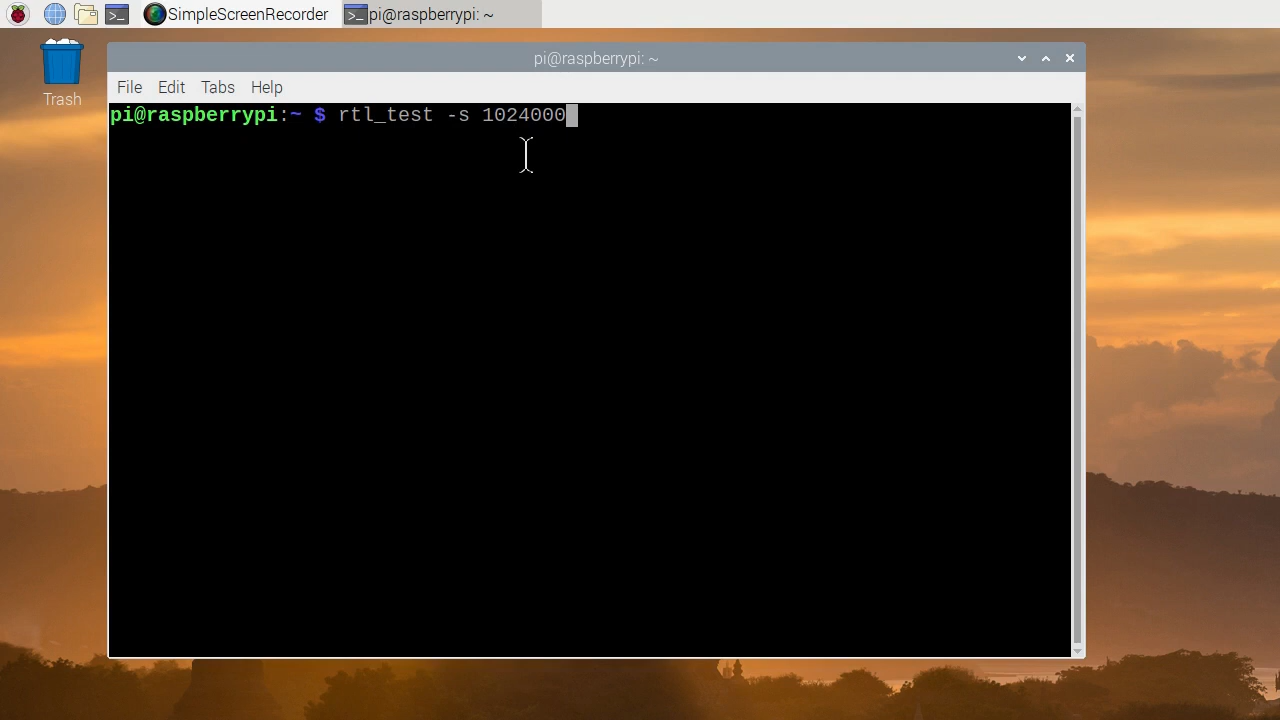 SimpleScreenRecorder
pi@raspberrypi: ~
Trash
pi@raspberrypi: ~
File Edit Tabs Help
pi@raspberrypi:~ $ rtl_test -s 1024000